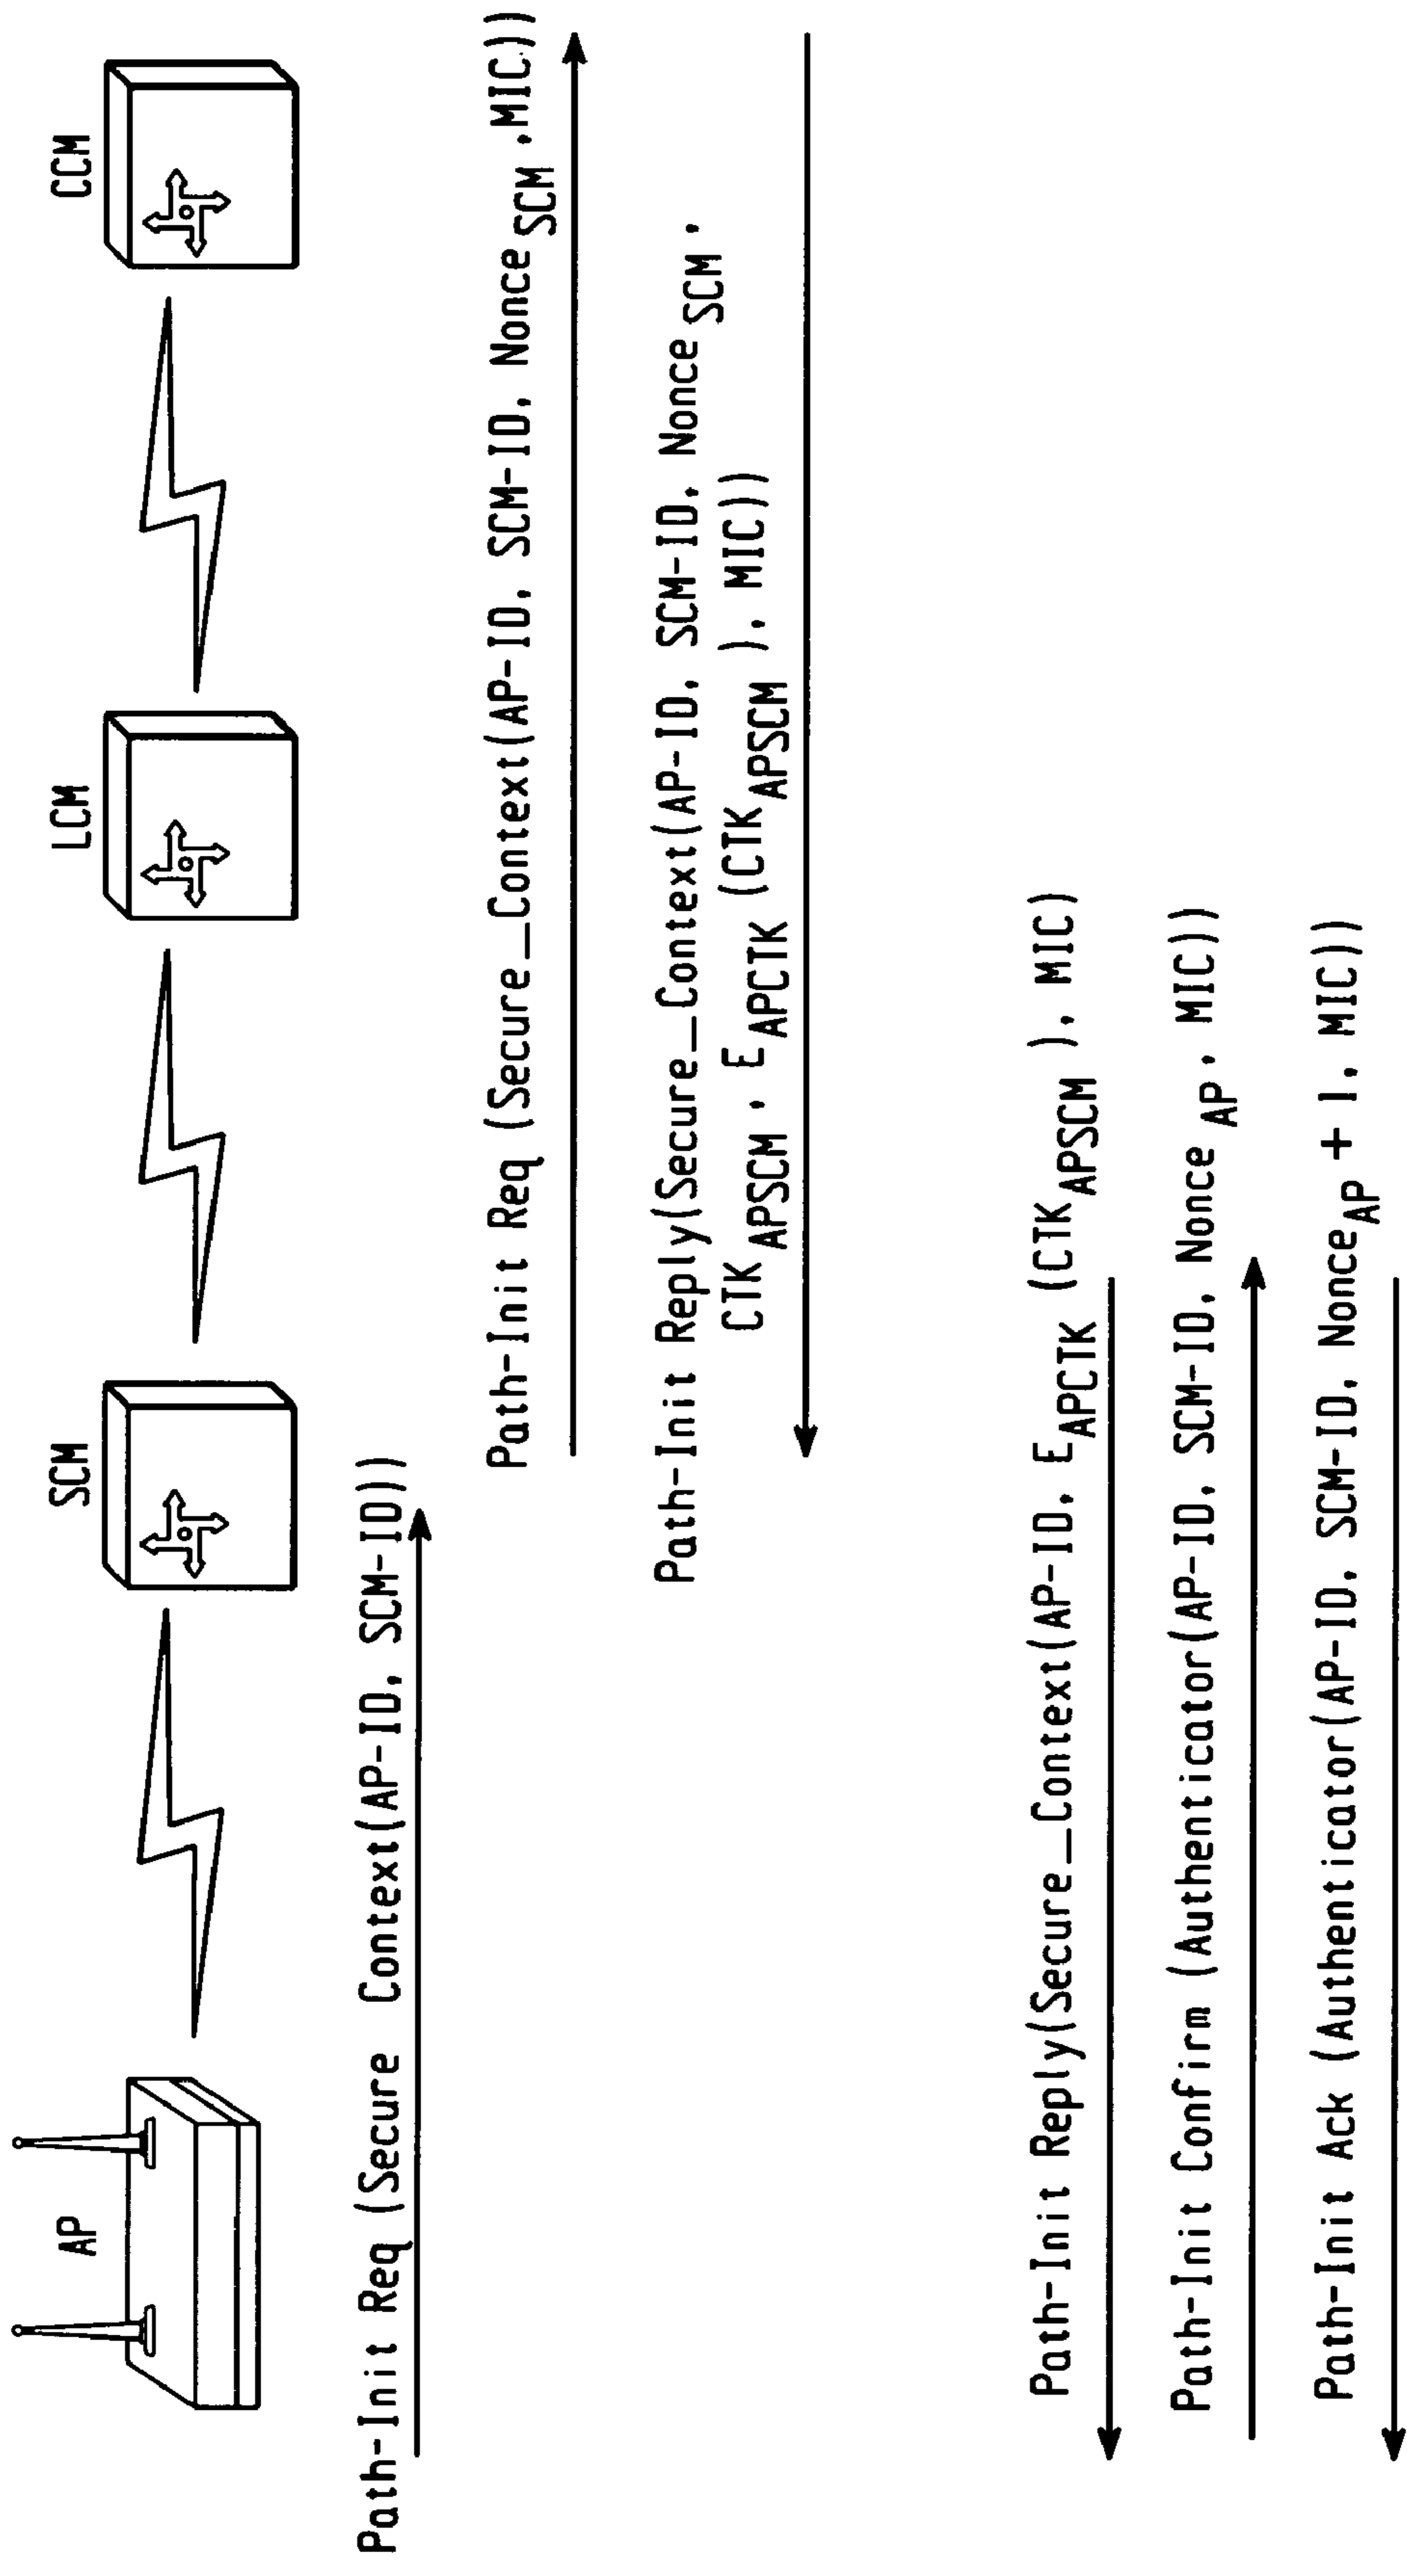 AP
SCM
LCM
CCM
Path-Init Req (Secure Context(AP-ID, SCM-ID))
Path-Init Req (Secure_Context(AP-ID, SCM-ID, Nonce SCM ,MIC))
Path-Init Reply(Secure_Context(AP-ID, SCM-ID, Nonce SCM ,
CTK APSCM , E APCTK (CTK APSCM ), MIC))
Path-Init Reply(Secure_Context(AP-ID, E APCTK (CTK APSCM ), MIC)
Path-Init Confirm (Authenticator(AP-ID, SCM-ID, Nonce AP , MIC))
Path-Init Ack (Authenticator(AP-ID, SCM-ID, Nonce AP + 1, MIC))